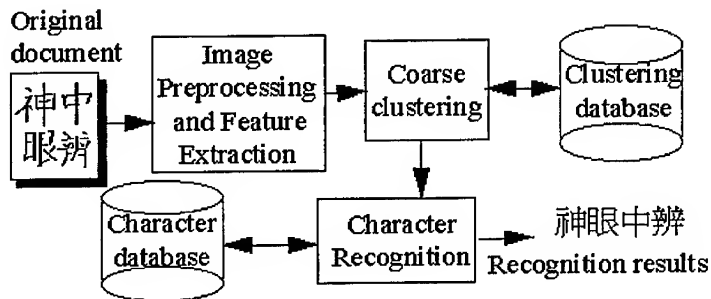 Original
document
神中
眼辨
Image
Preprocessing
and Feature
Extraction
Coarse
clustering
Clustering
database
Character
database
Character
Recognition
神眼中辨
Recognition results